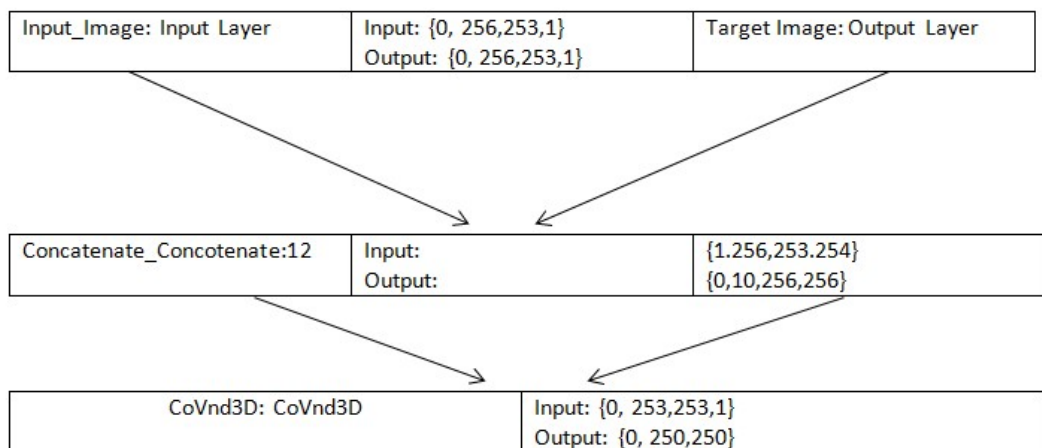 Input_Image: Input Layer
Input: {0, 256,253,1}
Output: {0, 256,253,1}
Target Image: Output Layer
Concatenate_Concotenate:12
Input:
Output:
{1.256,253.254}
{0,10,256,256}
CoVnd3D: CoVnd3D
Input: {0, 253,253,1}
Output: {0, 250,250}